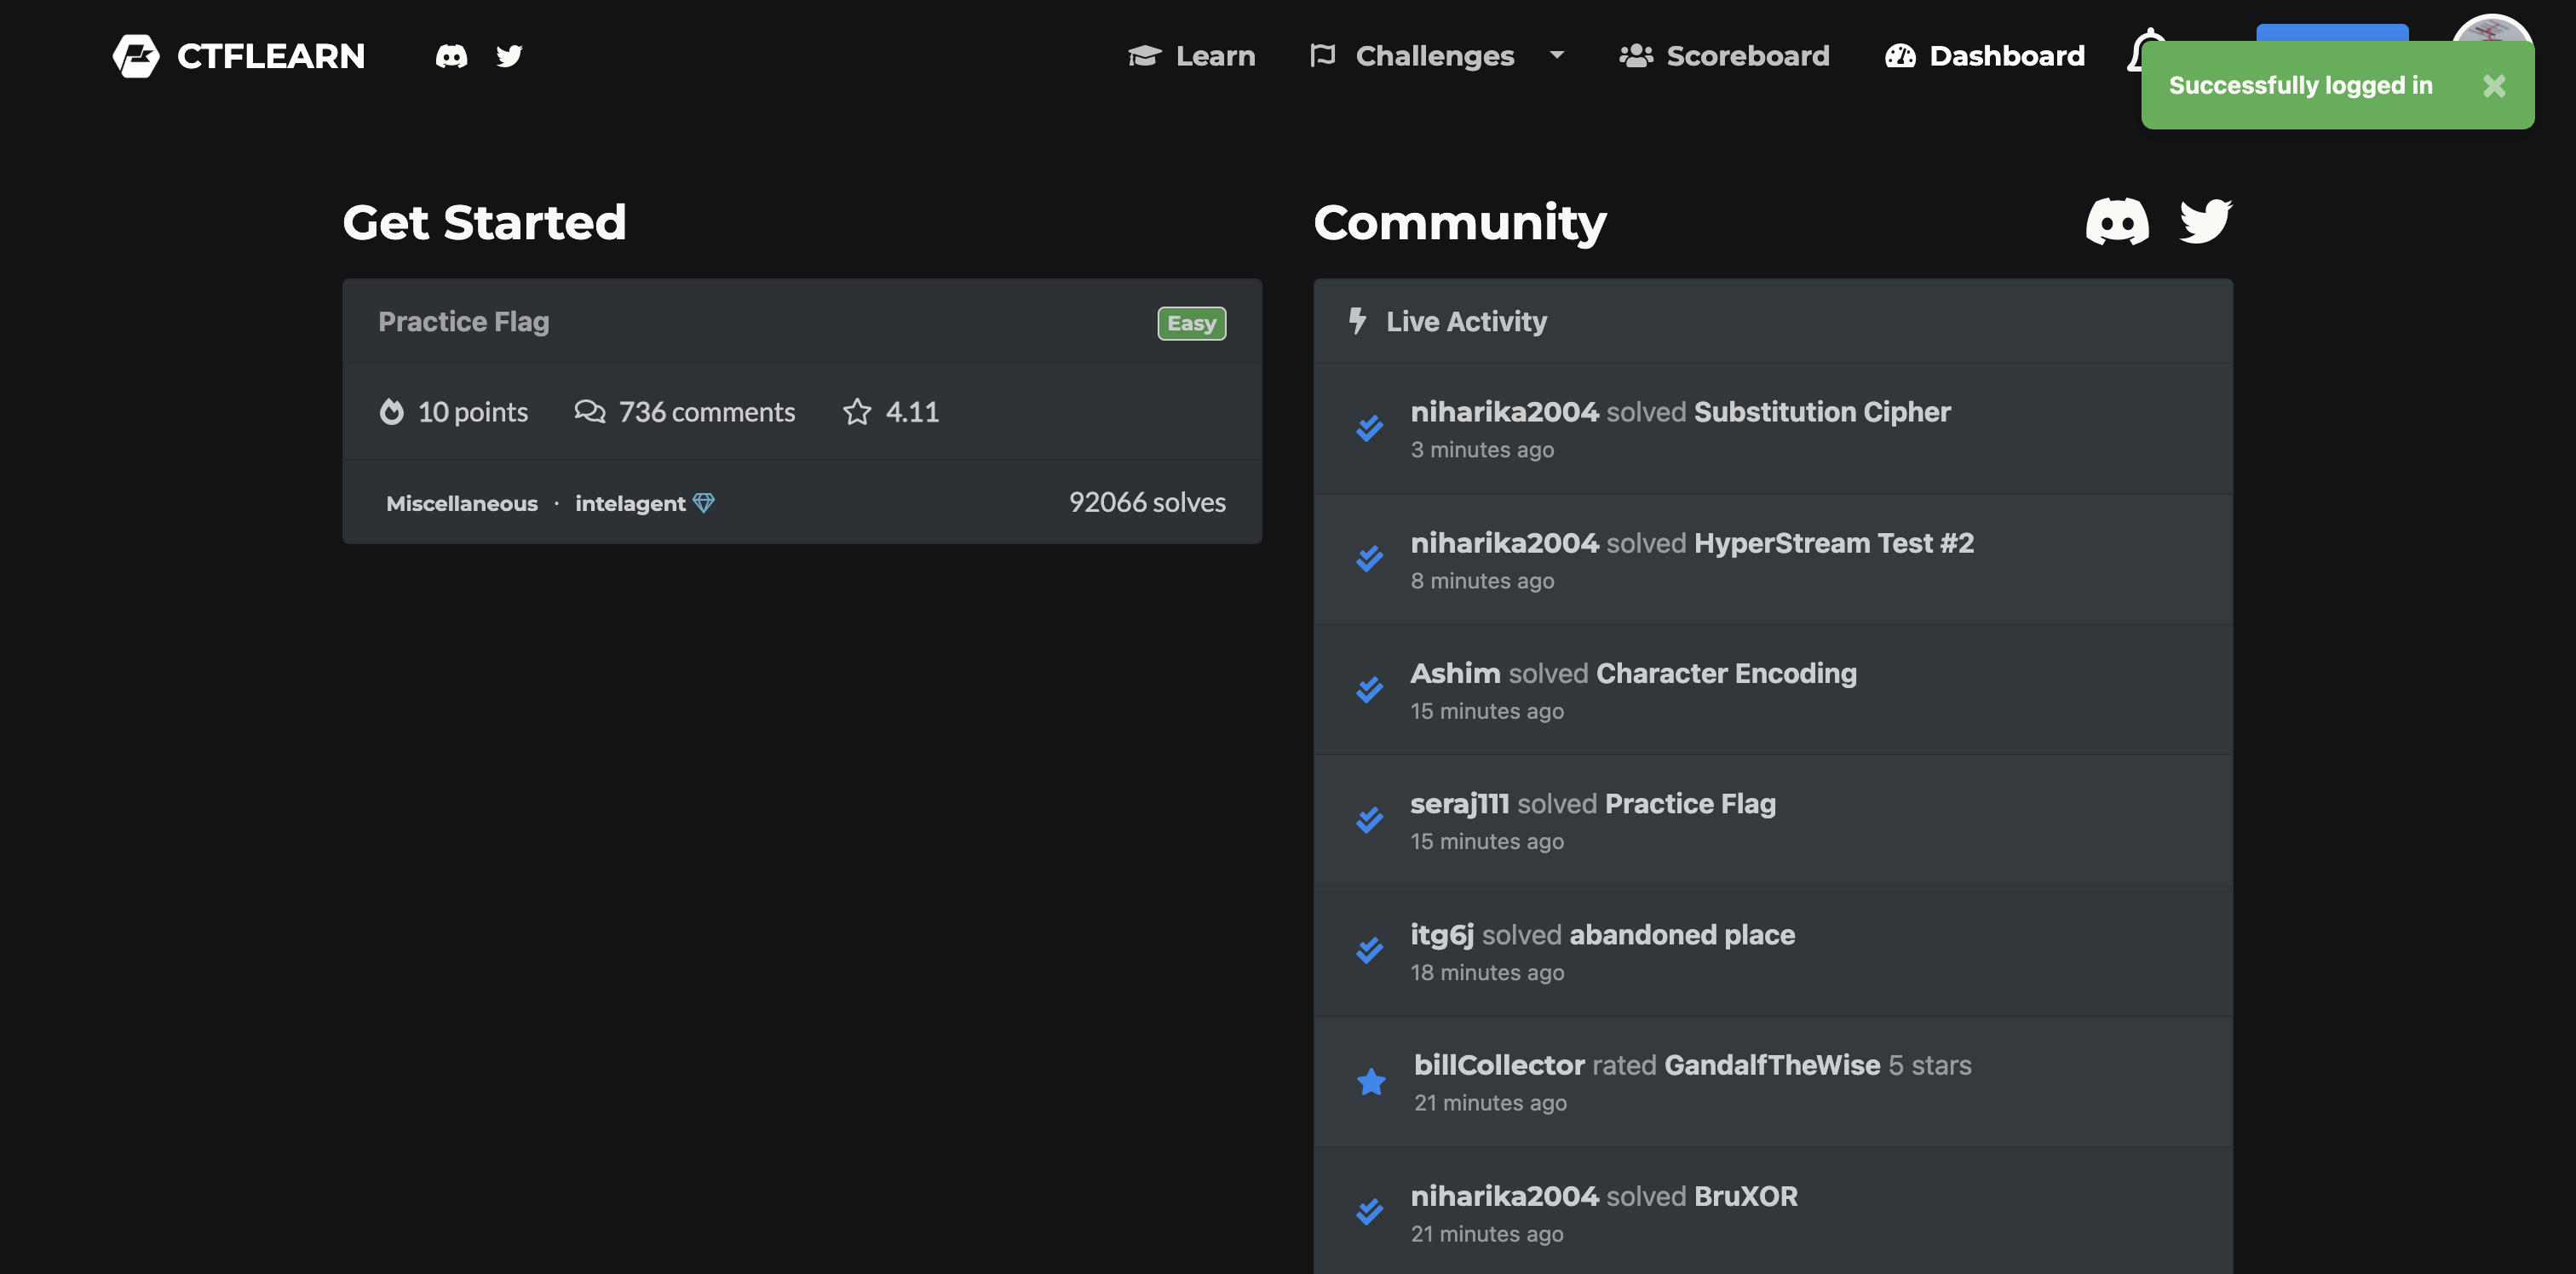 CTFLEARN
Learn
Challenges
Scoreboard
Dashboard
Successfully logged in
Get Started
Practice Flag
Easy
10 points
736 comments
4.11
Miscellaneous · intelagent
92066 solves
Community
Live Activity
niharika2004 solved Substitution Cipher
3 minutes ago
niharika2004 solved HyperStream Test #2
8 minutes ago
Ashim solved Character Encoding
15 minutes ago
seraj111 solved Practice Flag
15 minutes ago
itg6j solved abandoned place
18 minutes ago
billCollector rated GandalfTheWise 5 stars
21 minutes ago
niharika2004 solved BruXOR
21 minutes ago